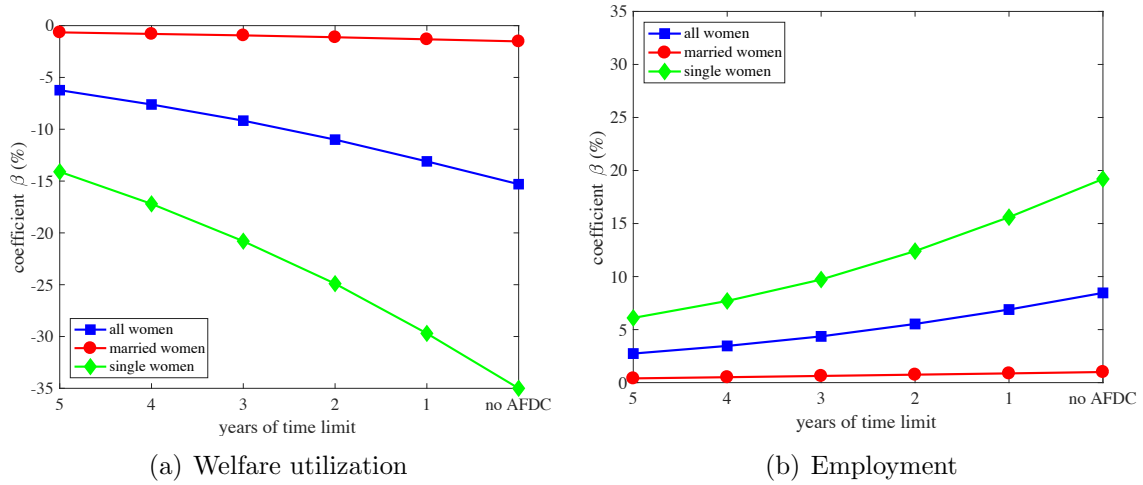 0
-5
-10
-15
-20
-25
-30
-35
coefficient β (%)
all women
married women
single women
5 4 3 2 1 no AFDC
years of time limit
(a) Welfare utilization
35
30
25
20
15
10
5
0
coefficient β (%)
all women
married women
single women
5 4 3 2 1 no AFDC
years of time limit
(b) Employment